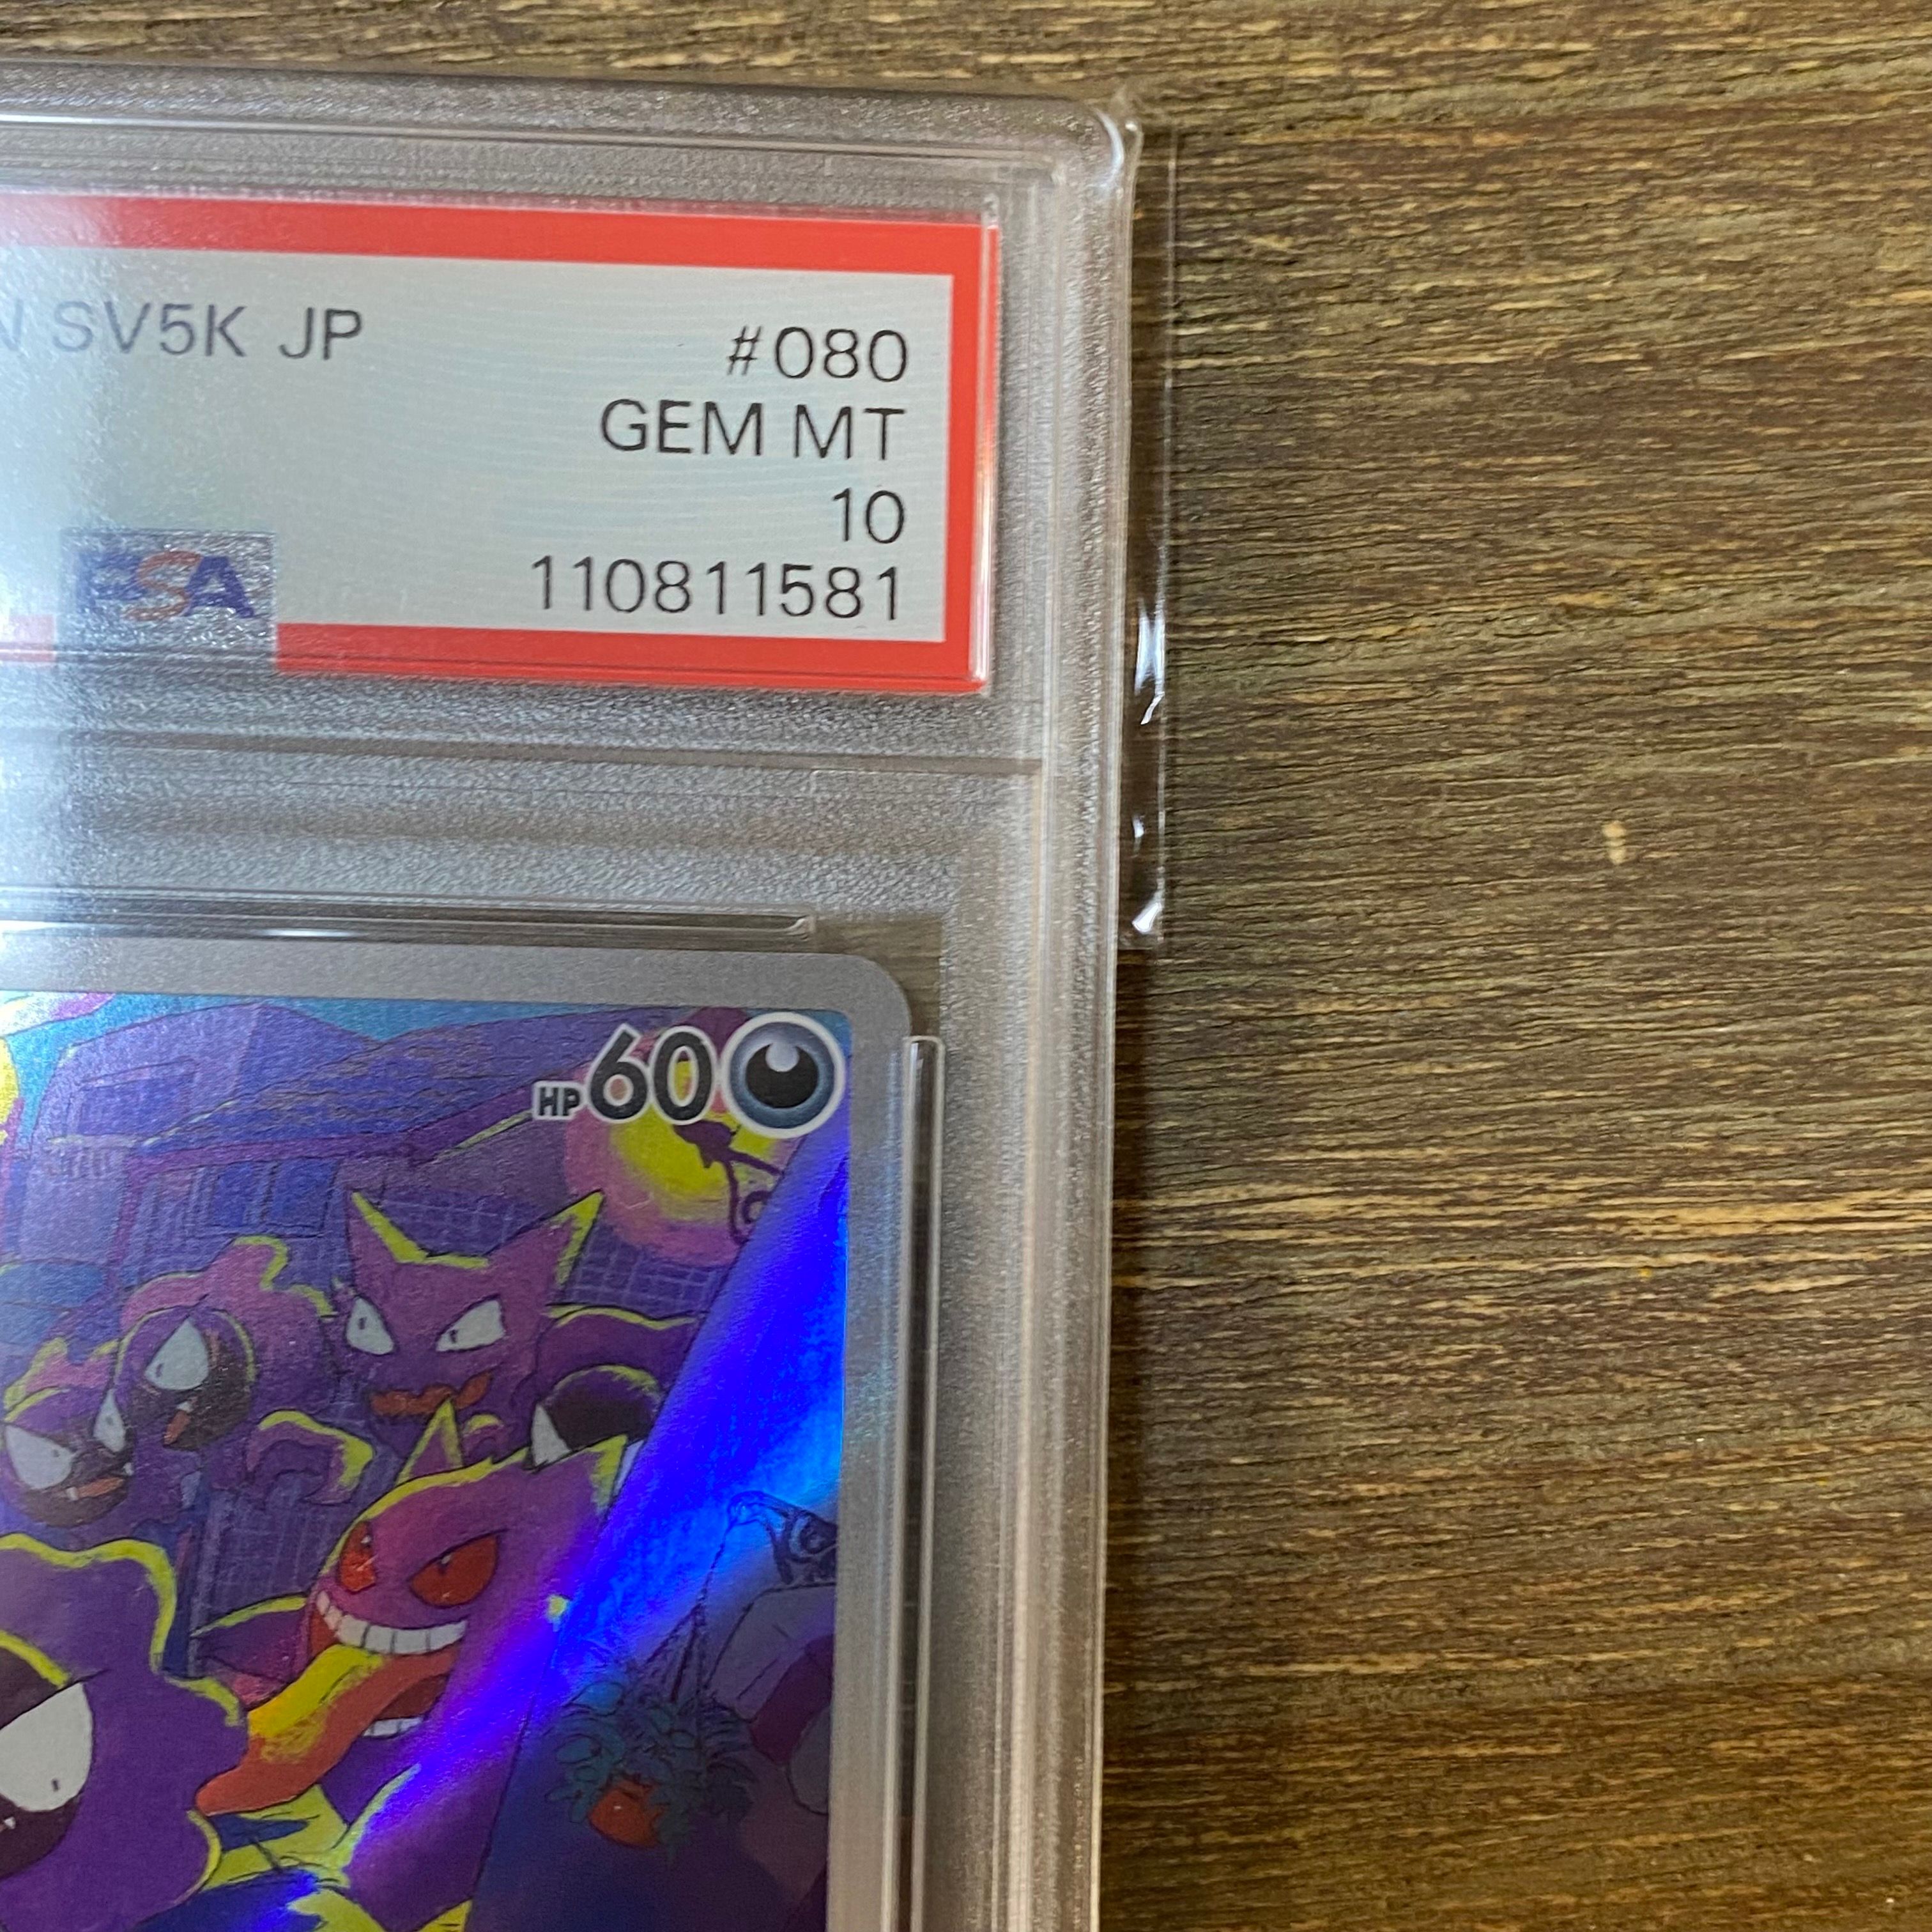 SV5K JP
#080
GEM MT
10
PSA
110811581
HP60